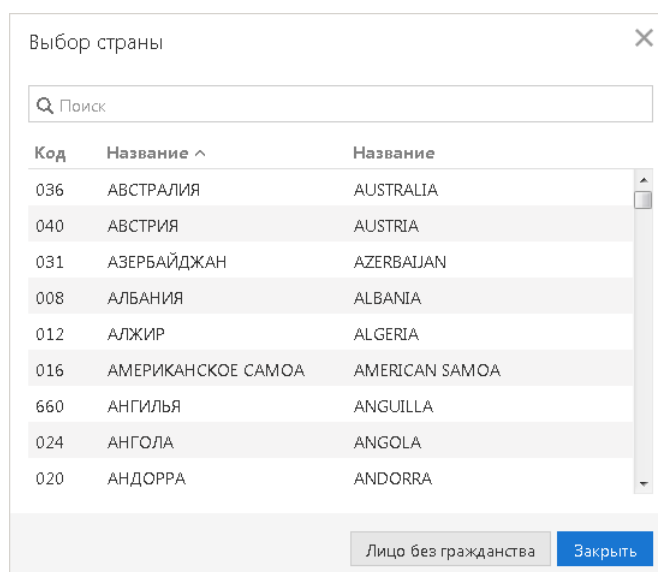 Выбор страны
Поиск
Код Название Название
036 АВСТРАЛИЯ AUSTRALIA
040 АВСТРИЯ AUSTRIA
031 АЗЕРБАЙДЖАН AZERBAIJAN
008 АЛБАНИЯ ALBANIA
012 АЛЖИР ALGERIA
016 АМЕРИКАНСКОЕ САМОА AMERICAN SAMOA
660 АНГИЛЬЯ ANGUILLA
024 АНГОЛА ANGOLA
020 АНДОРРА ANDORRA
Лицо без гражданства Закрыть